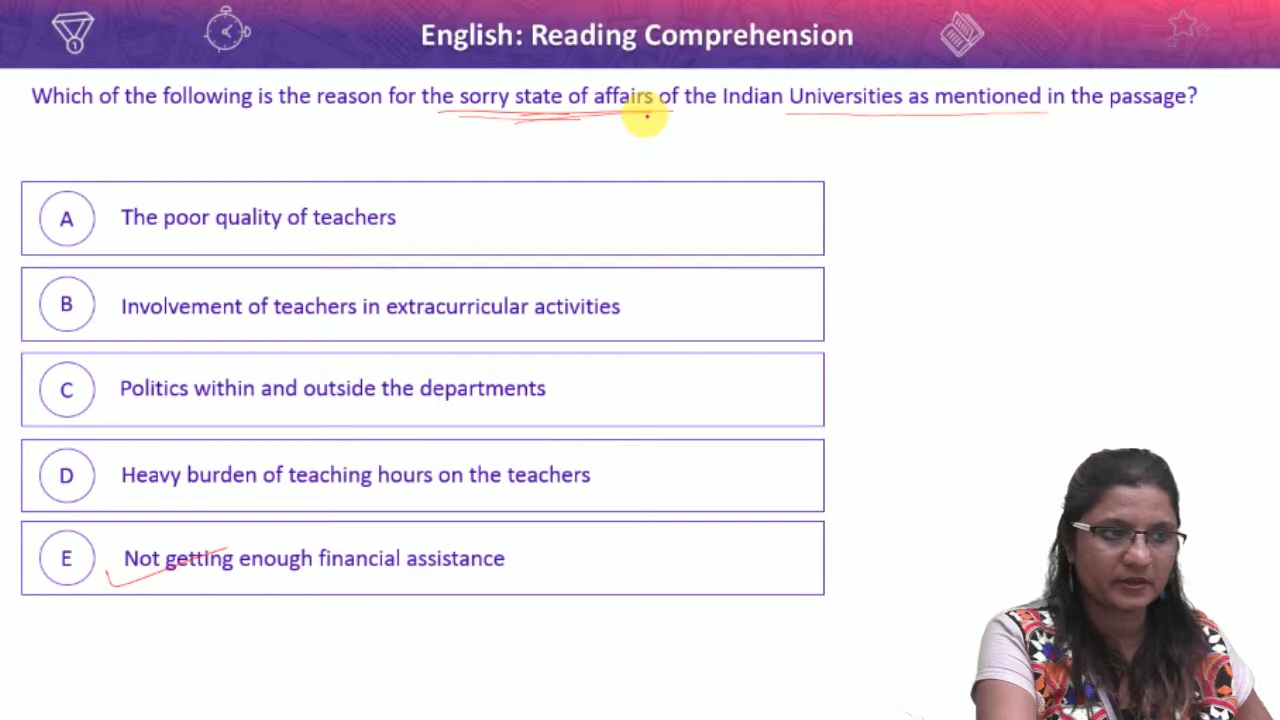 English: Reading Comprehension
Which of the following is the reason for the sorry state of affairs of the Indian Universities as mentioned in the passage?
A The poor quality of teachers
B Involvement of teachers in extracurricular activities
C Politics within and outside the departments
D Heavy burden of teaching hours on the teachers
E Not getting enough financial assistance
1